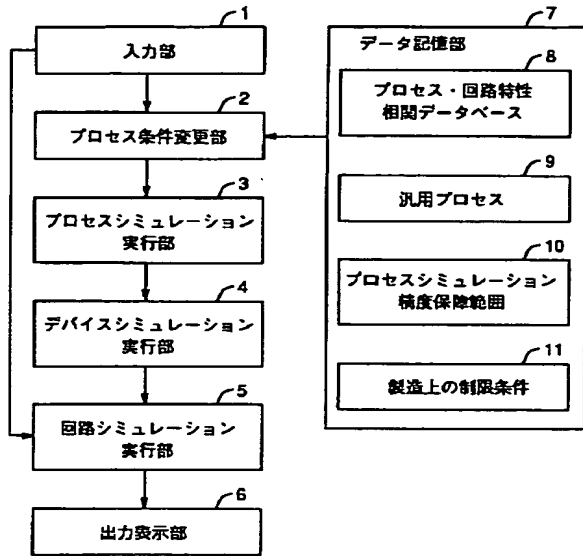 1
入力部
2
プロセス条件変更部
3
プロセスシミュレーション
実行部
4
デバイスシミュレーション
実行部
5
回路シミュレーション
実行部
6
出力表示部
7
データ記憶部
8
プロセス・回路特性
相関データベース
9
汎用プロセス
10
プロセスシミュレーション
精度保障範囲
11
製造上の制限条件